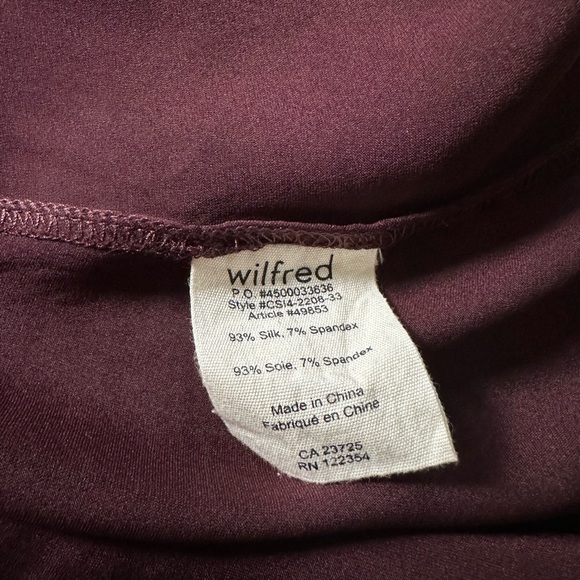 wilfred
P.O. #4500033636
Style #CSI4-2208-33
Article #49853
93% Silk, 7% Spandex
93% Soie, 7% Spandex
Made in China
Fabriqué en Chine
CA 23725
RN 122354